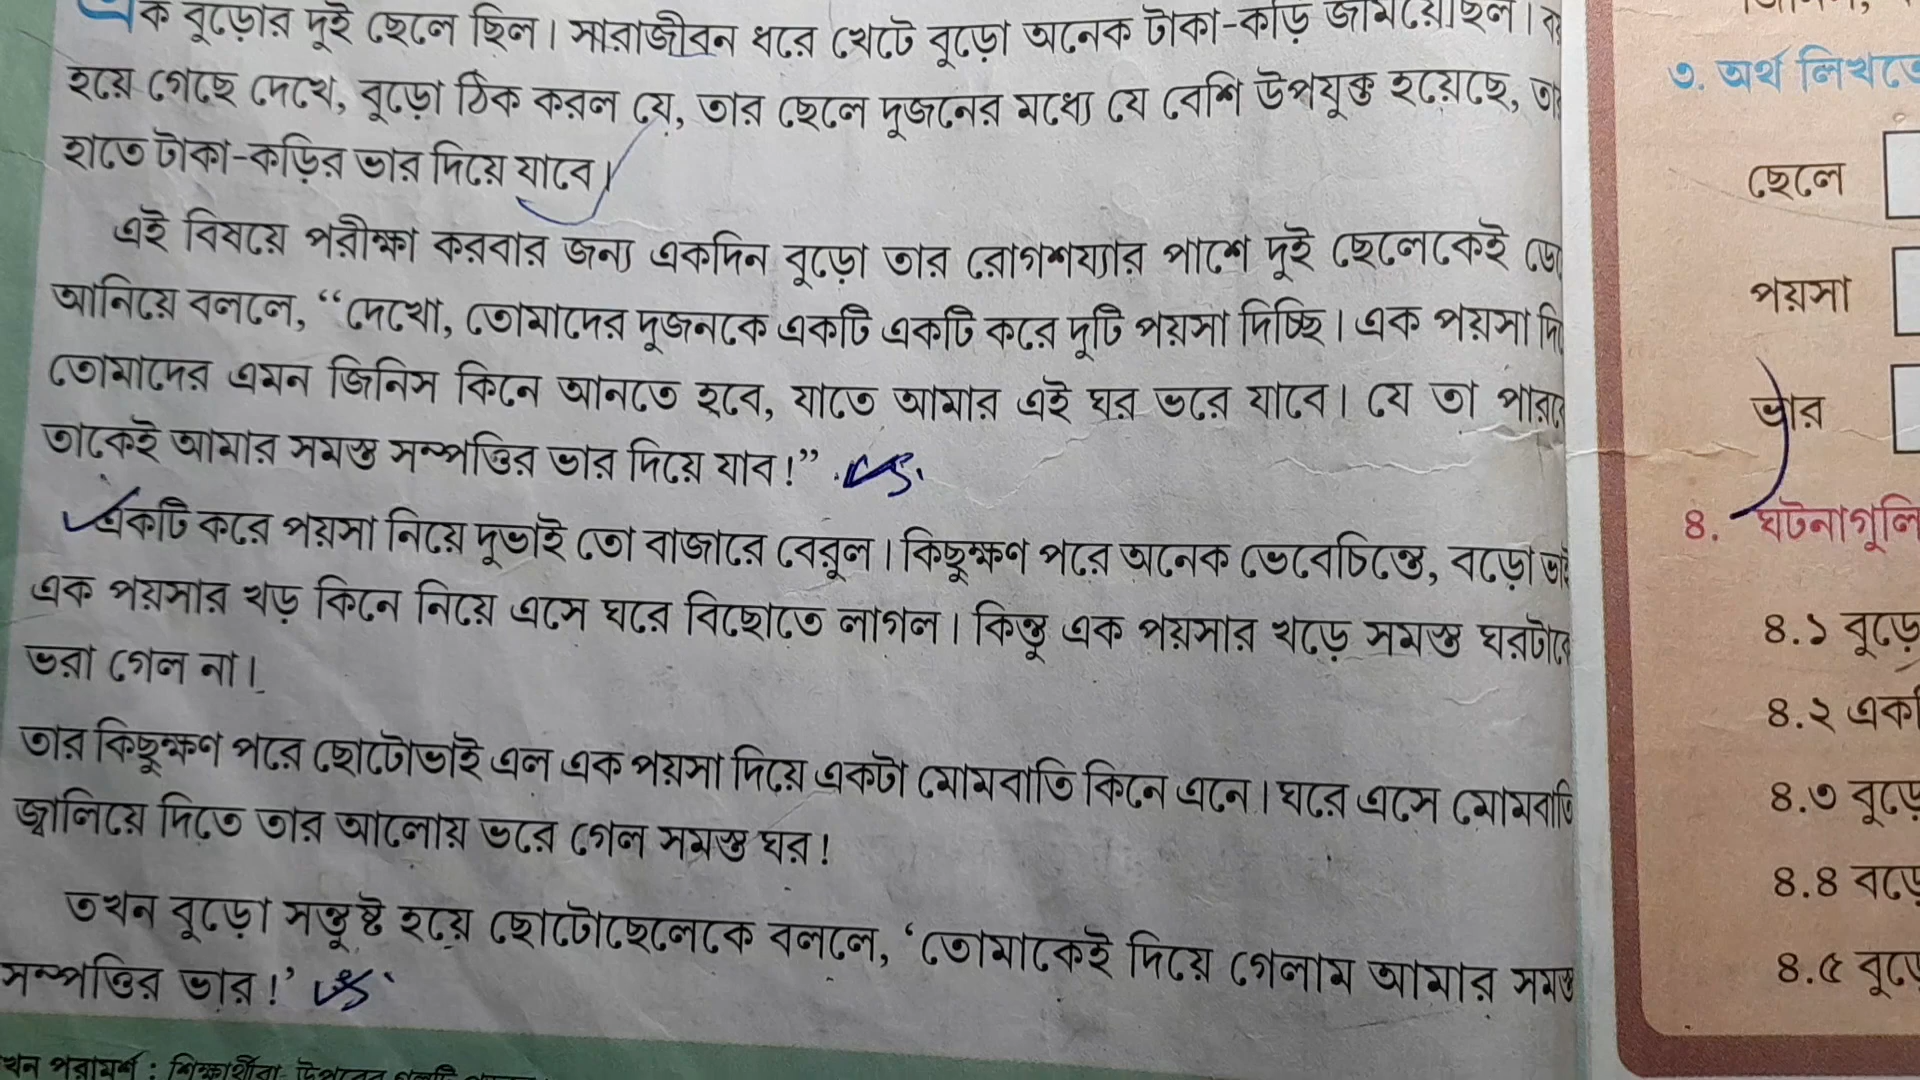 এক বুড়োর দুই ছেলে ছিল। সারাজীবন ধরে খেটে বুড়ো অনেক টাকা-কড়ি জমিয়েছিল।
হয়ে গেছে দেখে, বুড়ো ঠিক করল যে, তার ছেলে দুজনের মধ্যে যে বেশি উপযুক্ত হয়েছে,
হাতে টাকা-কড়ির ভার দিয়ে যাবে।
এই বিষয়ে পরীক্ষা করবার জন্য একদিন বুড়ো তার রোগশয্যার পাশে দুই ছেলেকেই
আনিয়ে বললে, “দেখো, তোমাদের দুজনকে একটি একটি করে দুটি পয়সা দিচ্ছি। এক পয়সা
তোমাদের এমন জিনিস কিনে আনতে হবে, যাতে আমার এই ঘর ভরে যাবে। যে তা পারবে
তাকেই আমার সমস্ত সম্পত্তির ভার দিয়ে যাব!”
একটি করে পয়সা নিয়ে দুভাই তো বাজারে বেরুল। কিছুক্ষণ পরে অনেক ভেবেচিন্তে, বড়ো ভাই
এক পয়সার খড় কিনে নিয়ে এসে ঘরে বিছোতে লাগল। কিন্তু এক পয়সার খড়ে সমস্ত ঘরটাকে
ভরা গেল না।
তার কিছুক্ষণ পরে ছোটোভাই এল এক পয়সা দিয়ে একটা মোমবাতি কিনে এনে। ঘরে এসে মোমবাতি
জ্বালিয়ে দিতে তার আলোয় ভরে গেল সমস্ত ঘর!
তখন বুড়ো সন্তুষ্ট হয়ে ছোটোছেলেকে বললে, ‘তোমাকেই দিয়ে গেলাম আমার সমস্ত
সম্পত্তির ভার!’
পরামর্শ : শিক্ষার্থীরা
৩. অর্থ লিখতে
ছেলে
পয়সা
ভার
৪. ঘটনাগুলি
৪.১ বুড়ো
৪.২
৪.৩ বুড়ো
৪.৪ বড়ো
৪.৫ বুড়ো